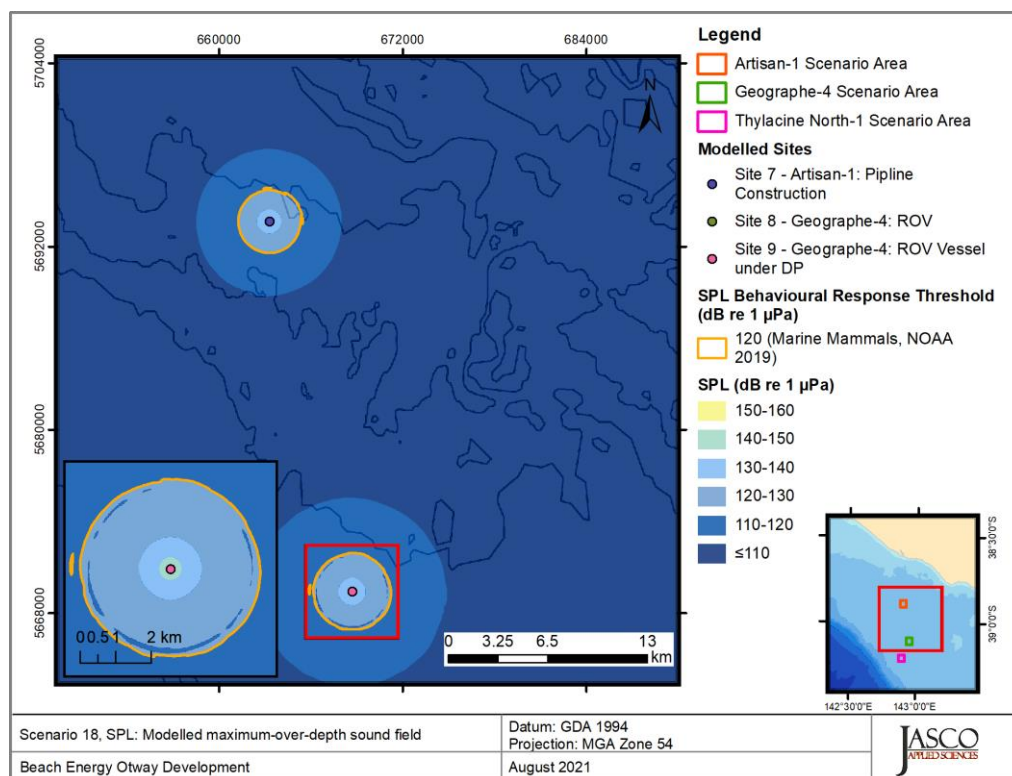 660000
672000
684000
5704000
5692000
5680000
5668000
N
0 0.5 1 2 km
0 3.25 6.5 13
km
Legend
Artisan-1 Scenario Area
Geographe-4 Scenario Area
Thylacine North-1 Scenario Area
Modelled Sites
Site 7 - Artisan-1: Pipline
Construction
Site 8 - Geographe-4: ROV
Site 9 - Geographe-4: ROV Vessel
under DP
SPL Behavioural Response Threshold
(dB re 1 µPa)
120 (Marine Mammals, NOAA
2019)
SPL (dB re 1 µPa)
150-160
140-150
130-140
120-130
110-120
≤110
38°30'0"S
39°0'0"S
142°30'0"E
143°0'0"E
Scenario 18, SPL: Modelled maximum-over-depth sound field
Datum: GDA 1994
Projection: MGA Zone 54
Beach Energy Otway Development
August 2021
JASCO
APPLIED SCIENCES